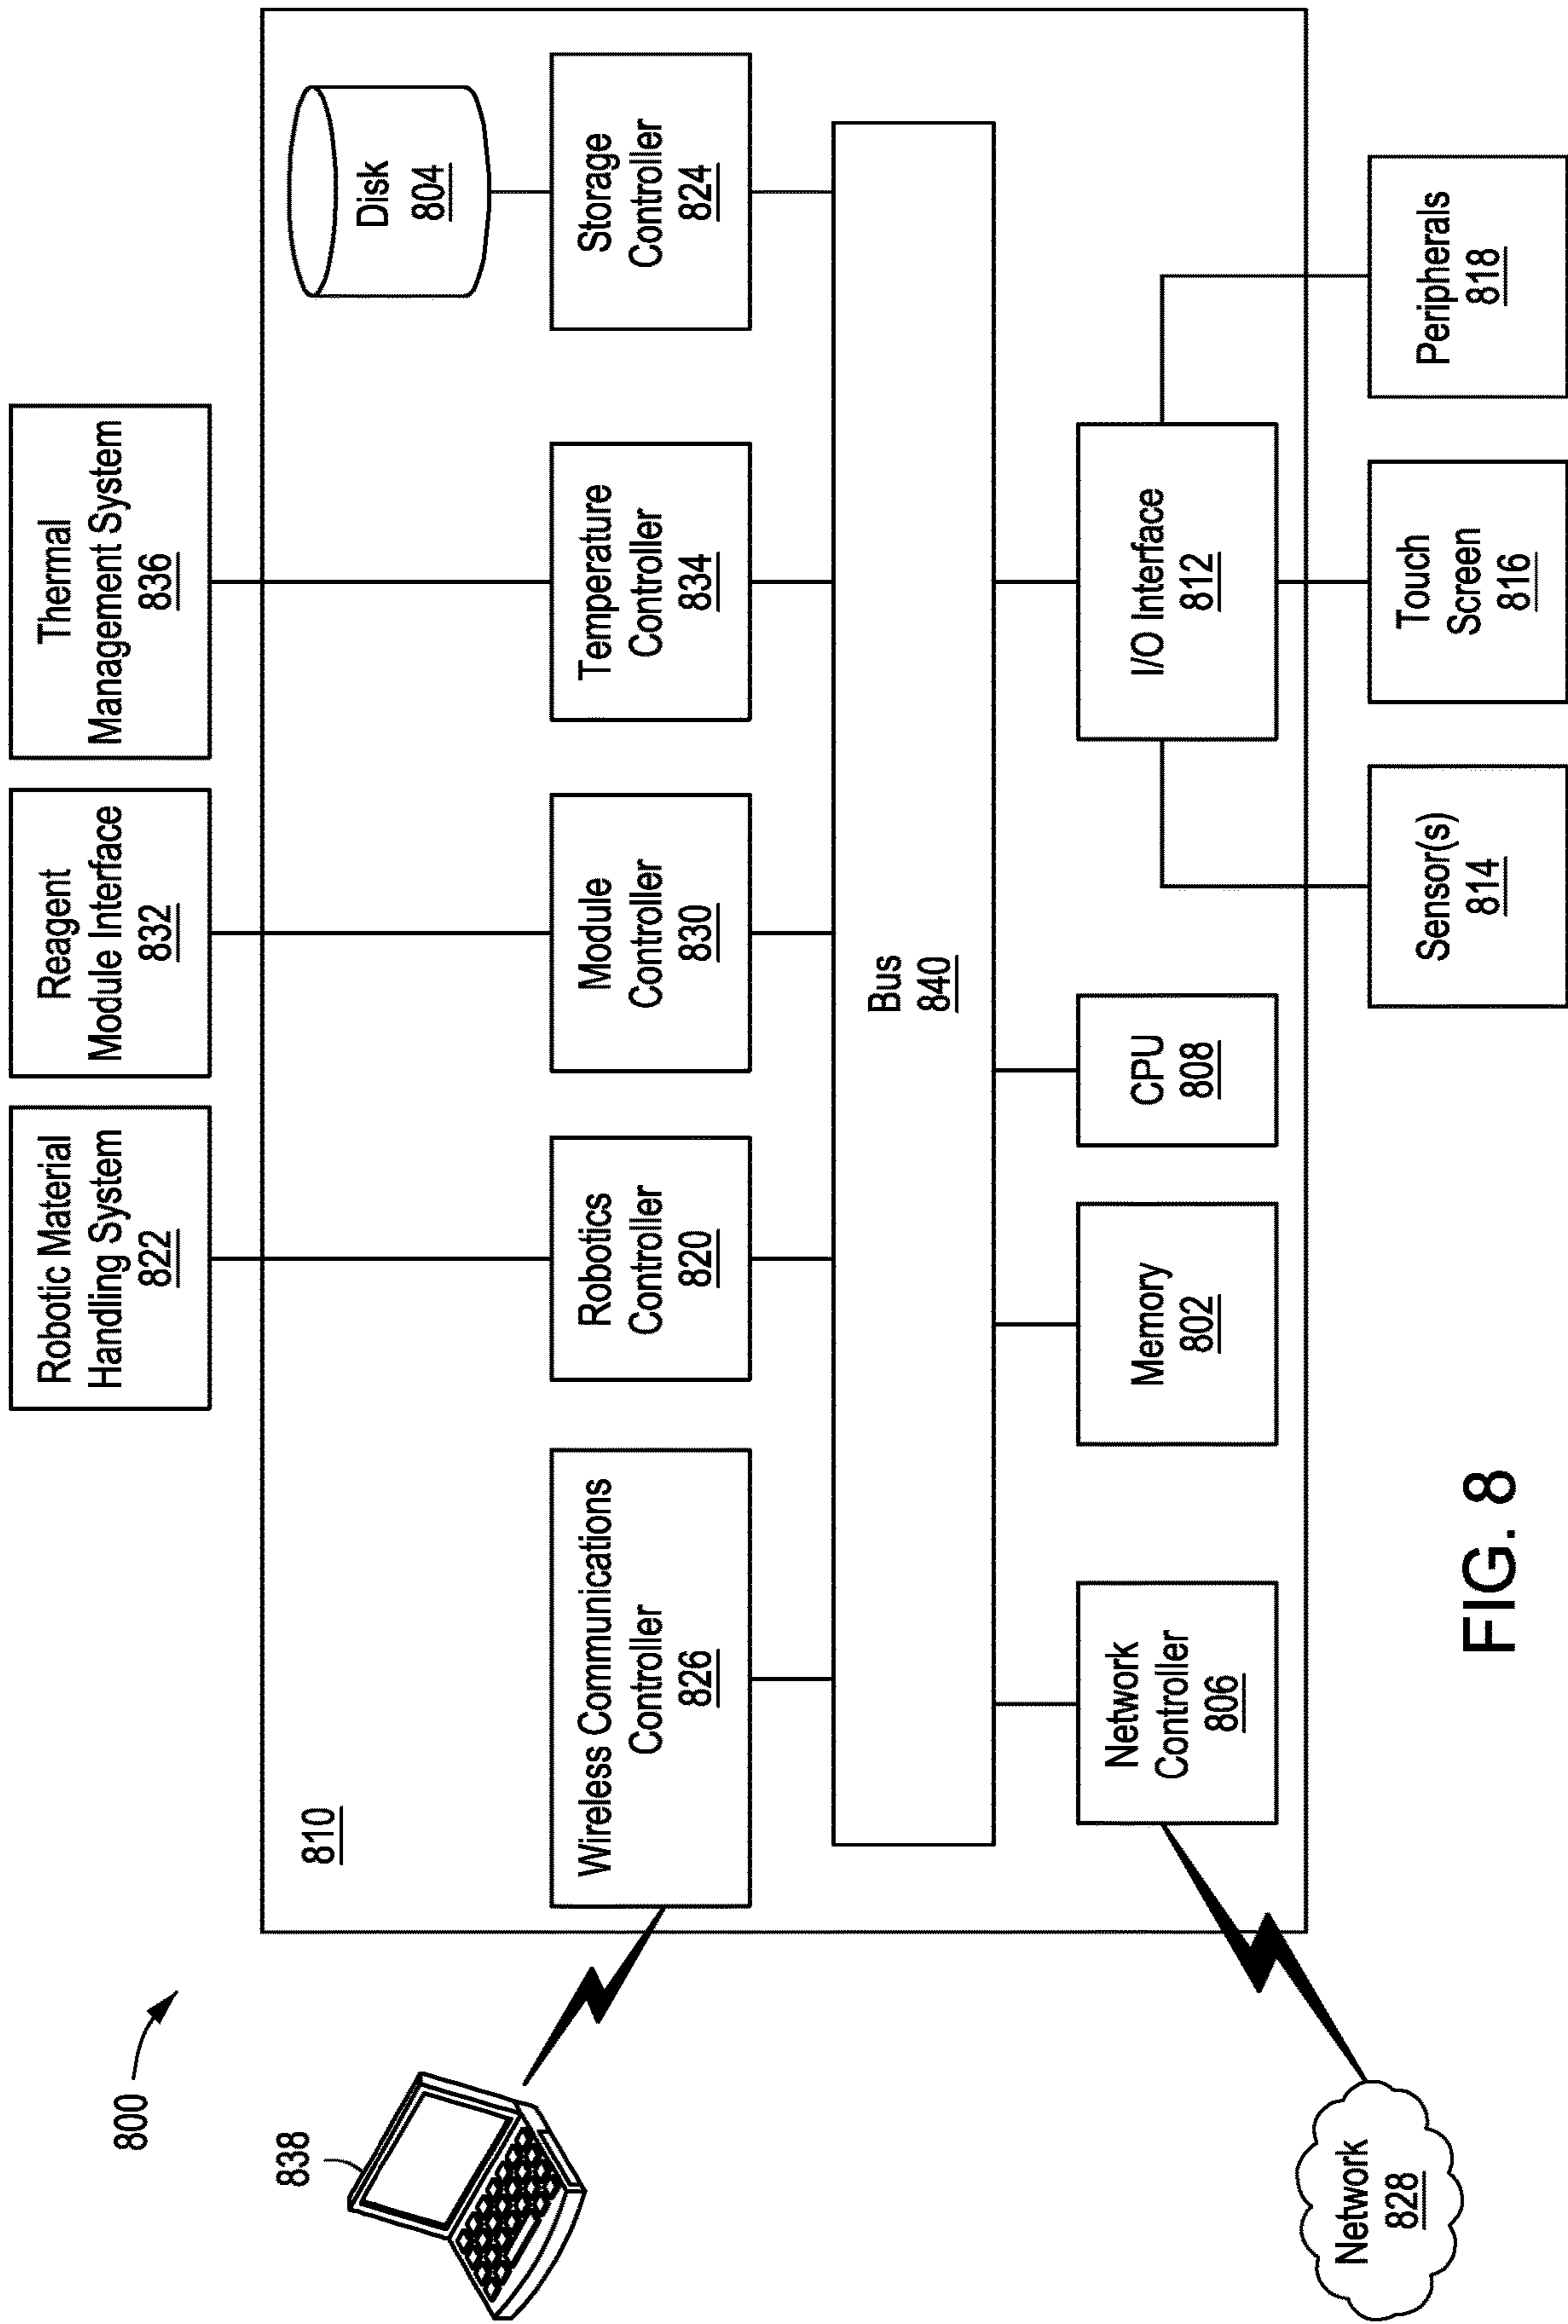 800
838
810
Robotic Material
Handling System
822
Reagent
Module Interface
832
Thermal
Management System
836
Wireless Communications
Controller
826
Robotics
Controller
820
Module
Controller
830
Temperature
Controller
834
Disk
804
Storage
Controller
824
Bus
840
Network
Controller
806
Memory
802
CPU
808
I/O Interface
812
Network
828
Sensor(s)
814
Touch
Screen
816
Peripherals
818
FIG. 8